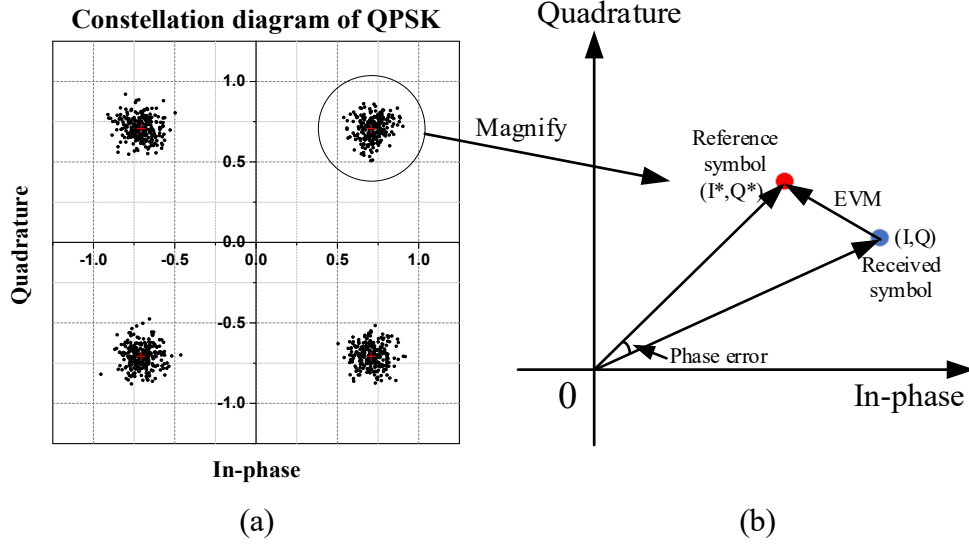 Constellation diagram of QPSK
Quadrature
1.0
0.5
0.0
-1.0
-0.5
0.0
0.5
1.0
-0.5
-1.0
In-phase
(a)
Magnify
Quadrature
Reference
symbol
(I*,Q*)
EVM
(I,Q)
Received
symbol
Phase error
0
In-phase
(b)